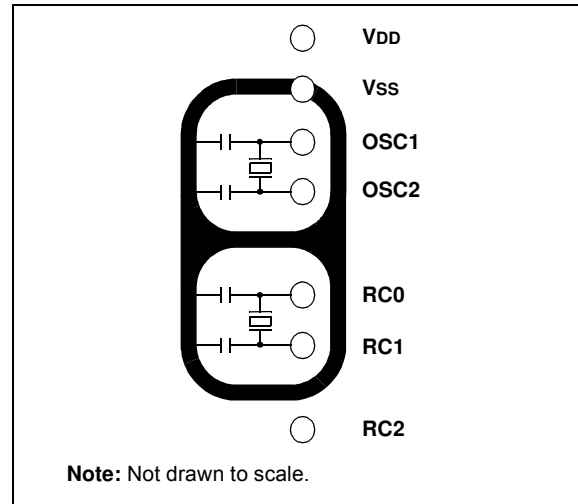 VDD
VSS
OSC1
OSC2
RC0
RC1
RC2
Note: Not drawn to scale.